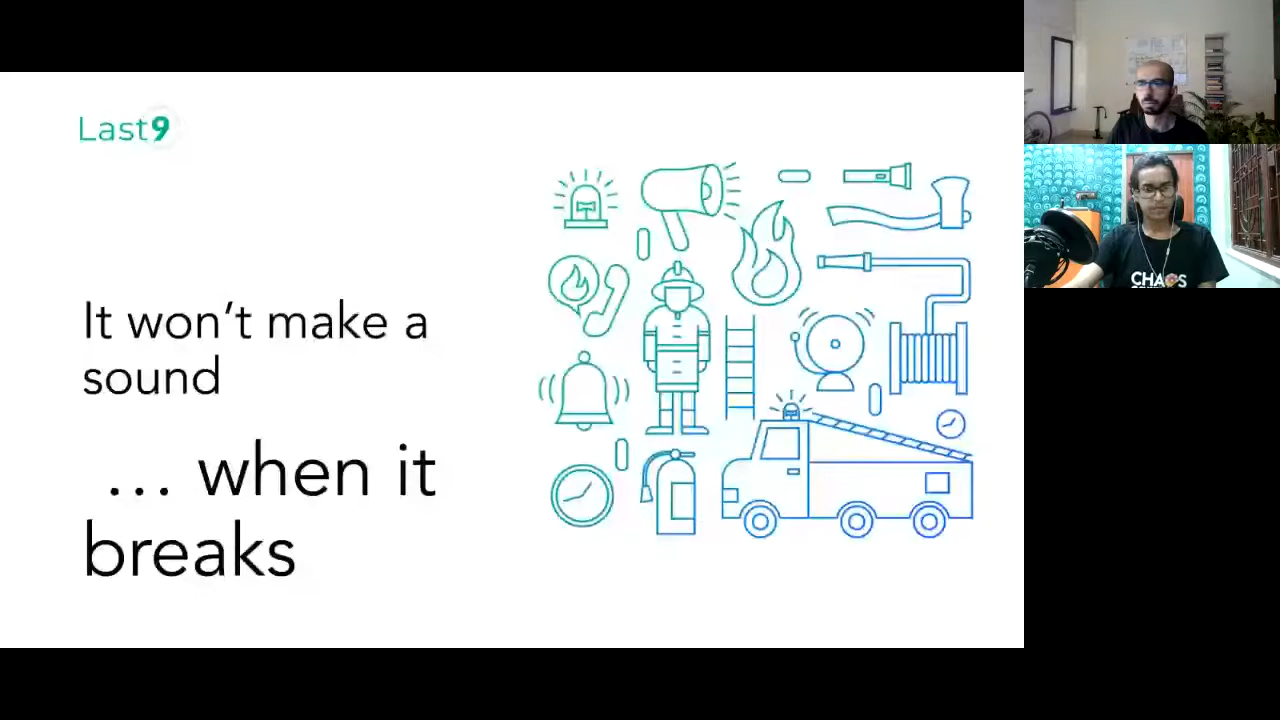 Last9
It won't make a
sound
… when it
breaks
CHAOS